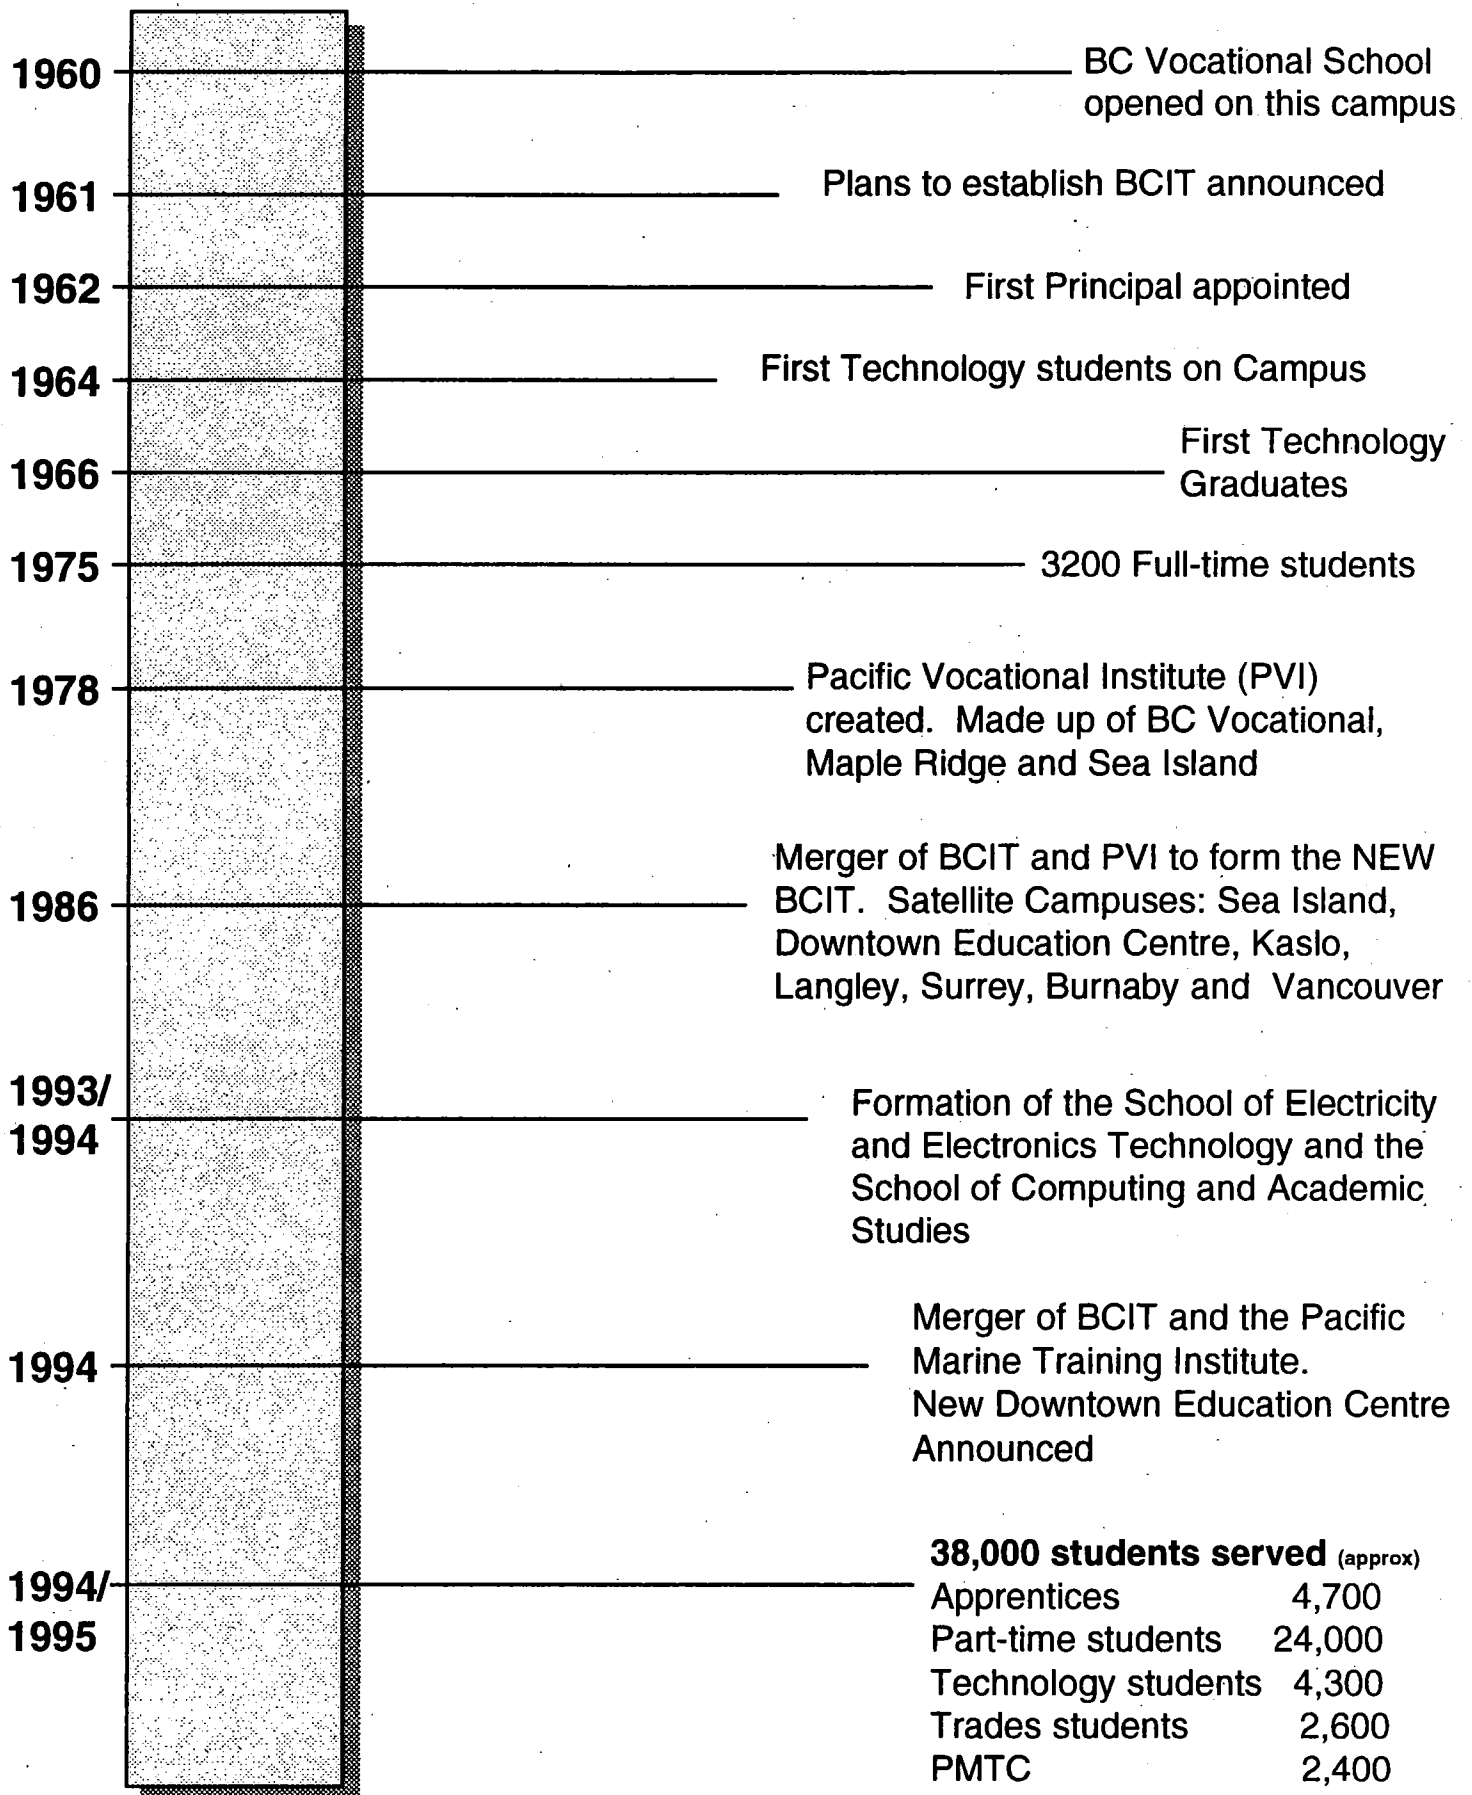 1960
BC Vocational School
opened on this campus
1961
Plans to establish BCIT announced
1962
First Principal appointed
1964
First Technology students on Campus
1966
First Technology
Graduates
1975
3200 Full-time students
1978
Pacific Vocational Institute (PVI)
created. Made up of BC Vocational,
Maple Ridge and Sea Island
1986
Merger of BCIT and PVI to form the NEW
BCIT. Satellite Campuses: Sea Island,
Downtown Education Centre, Kaslo,
Langley, Surrey, Burnaby and Vancouver
1993/
1994
Formation of the School of Electricity
and Electronics Technology and the
School of Computing and Academic
Studies
1994
Merger of BCIT and the Pacific
Marine Training Institute.
New Downtown Education Centre
Announced
1994/
1995
38,000 students served (approx)
Apprentices 4,700
Part-time students 24,000
Technology students 4,300
Trades students 2,600
PMTC 2,400